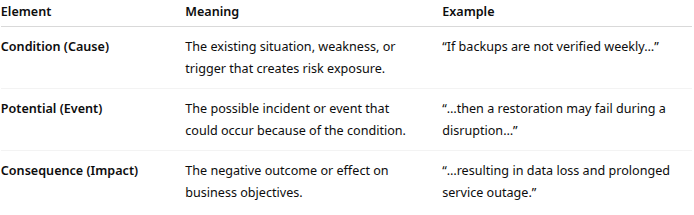 Element Meaning Example
Condition (Cause) The existing situation, weakness, or “If backups are not verified weekly…”
trigger that creates risk exposure.
Potential (Event) The possible incident or event that “…then a restoration may fail during a
could occur because of the condition. disruption…”
Consequence (Impact) The negative outcome or effect on “…resulting in data loss and prolonged
business objectives. service outage.”